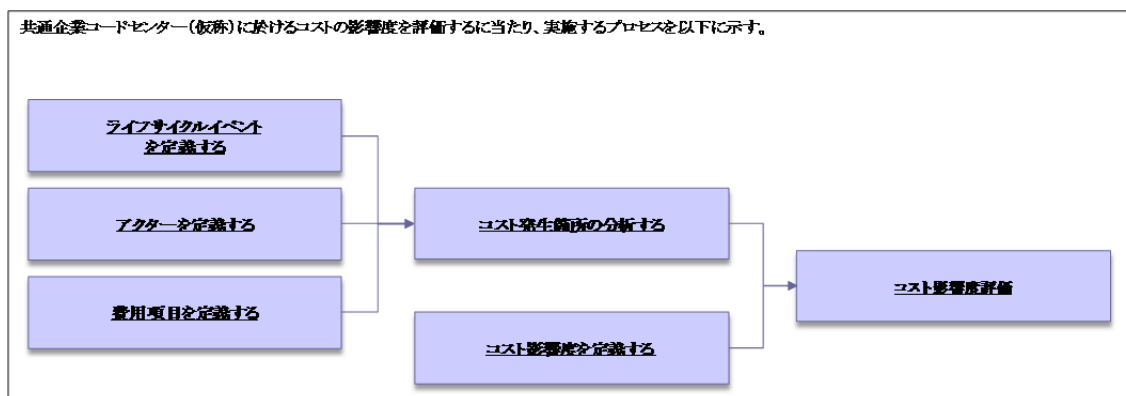 共通企業コードセンター（仮称）に於けるコストの影響度を評価するに当たり、実施するプロセスを以下に示す。
ライフサイクルイベント
を定義する
アクターを定義する
費用項目を定義する
コスト発生箇所の分析する
コスト影響度を定義する
コスト影響度評価